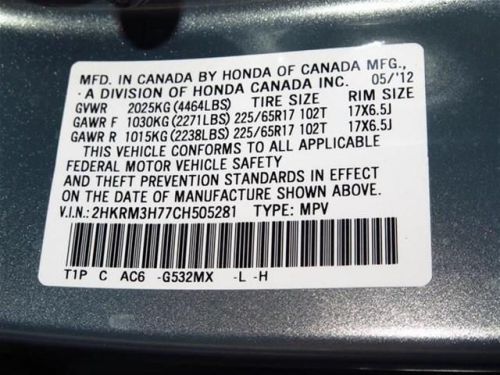 MFD. IN CANADA BY HONDA OF CANADA MFG.,
· A DIVISION OF HONDA CANADA INC. 05/'12
GVWR 2025KG(4464LBS) TIRE SIZE RIM SIZE
GAWR F 1030KG(2271LBS) 225/65R17 102T 17X6.5J
GAWR R 1015KG(2238LBS) 225/65R17 102T 17X6.5J
THIS VEHICLE CONFORMS TO ALL APPLICABLE
FEDERAL MOTOR VEHICLE SAFETY
AND THEFT PREVENTION STANDARDS IN EFFECT
ON THE DATE OF MANUFACTURE SHOWN ABOVE.
V.I.N.: 2HKRM3H77CH505281 TYPE: MPV
T1P C AC6 -G532MX -L -H